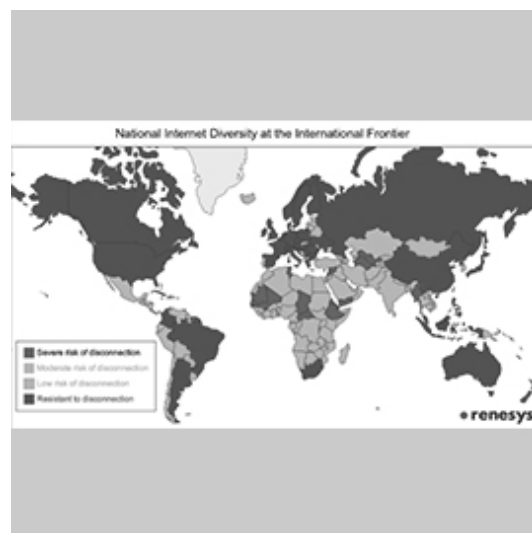 National Internet Diversity at the International Frontier
Severe risk of disconnection
Moderate risk of disconnection
Low risk of disconnection
Resistant to disconnection
renesys